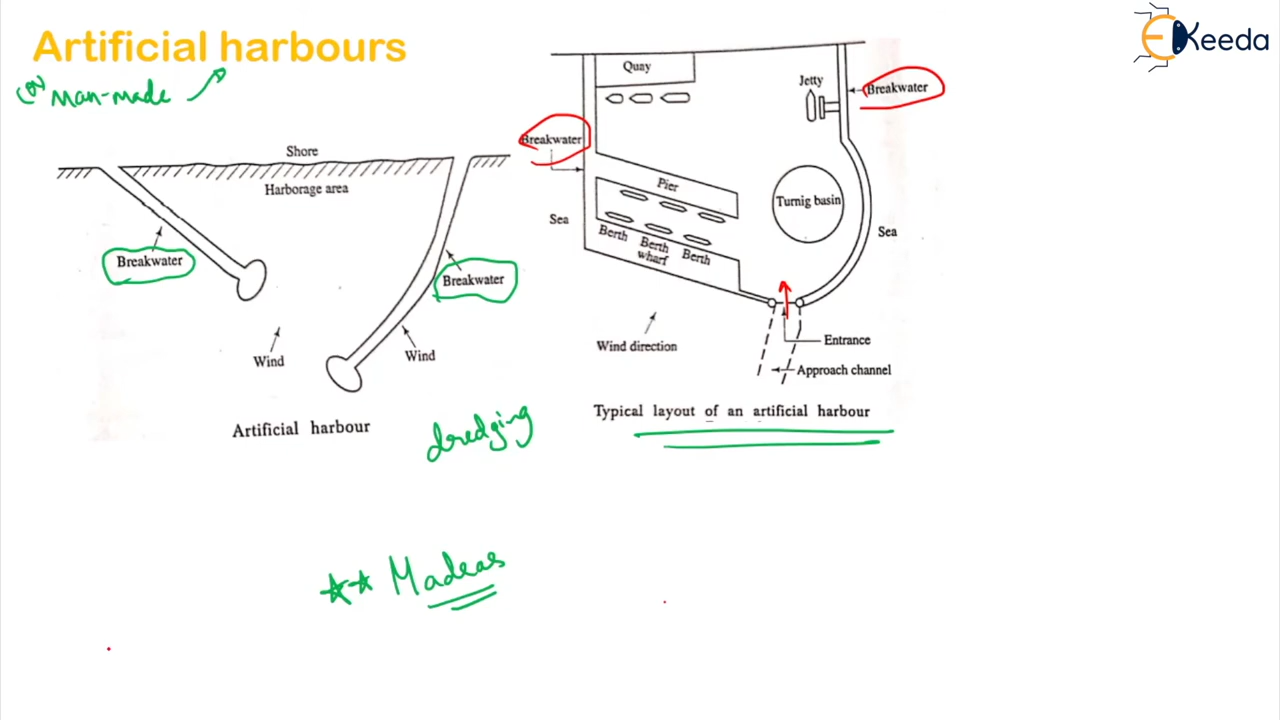 Artificial harbours
(or) Man-made
Keeda
Shore
Harborage area
Breakwater
Breakwater
Wind
Wind
Artificial harbour
Quay
Jetty
Breakwater
Breakwater
Pier
Turnig basin
Sea
Sea
Berth
Berth
Berth
wharf
Wind direction
Entrance
Approach channel
Typical layout of an artificial harbour
dredging
Madras